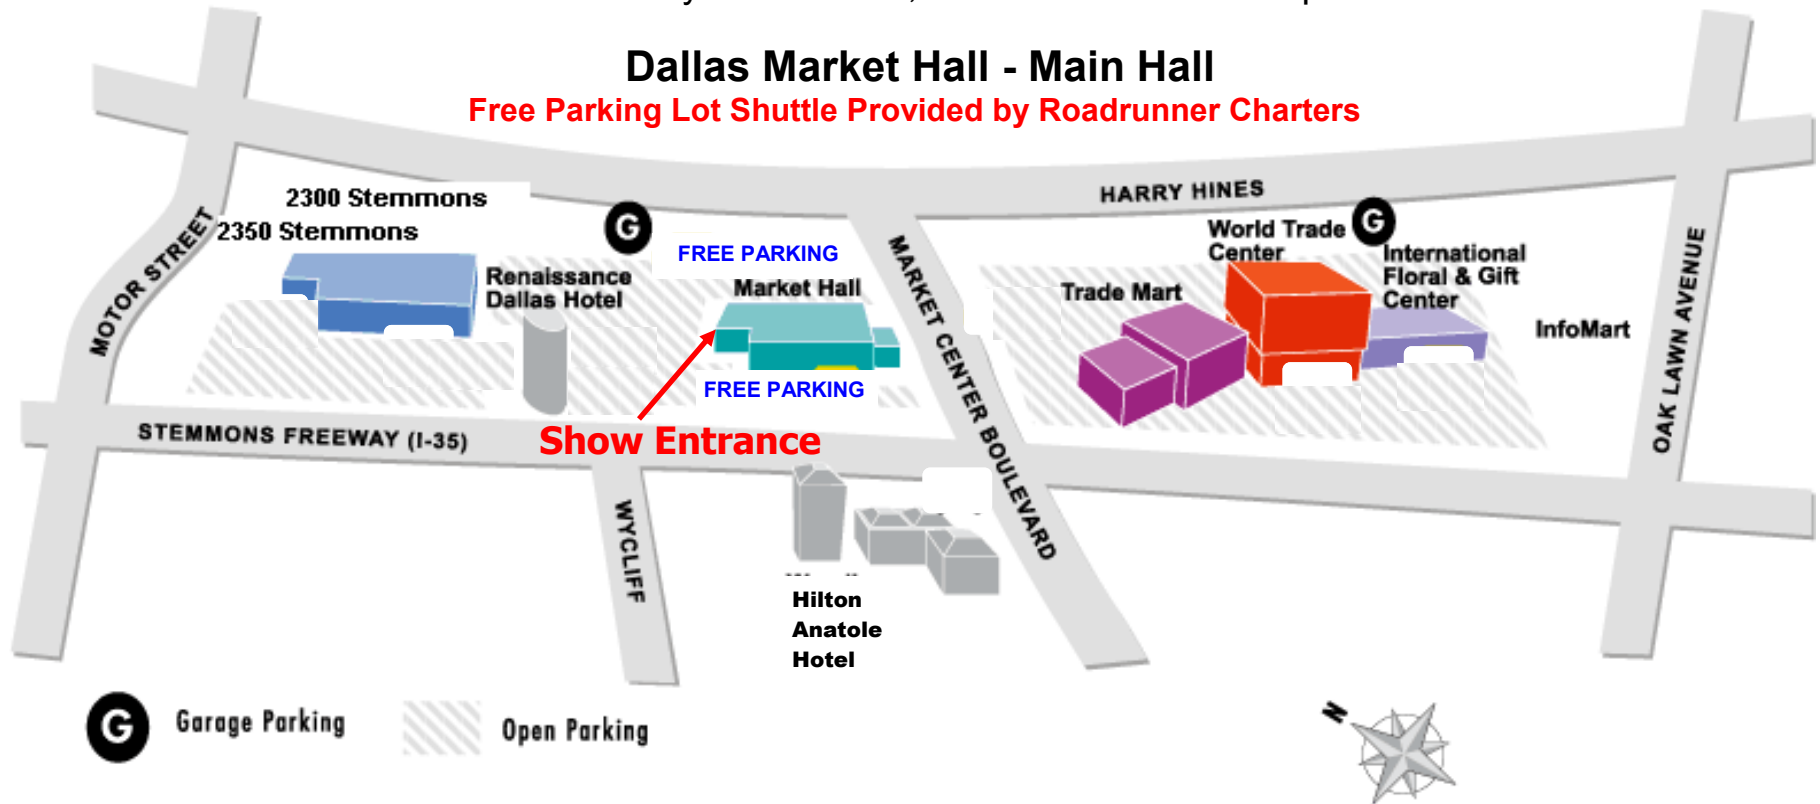 Dallas Market Hall - Main Hall
Free Parking Lot Shuttle Provided by Roadrunner Charters
HARRY HINES
2300 Stemmons
2350 Stemmons
MOTOR STREET
G
FREE PARKING
Renaissance
Dallas Hotel
Market Hall
MARKET CENTER BOULEVARD
World Trade
Center
G
International
Floral & Gift
Center
Trade Mart
InfoMart
OAK LAWN AVENUE
FREE PARKING
STEMMONS FREEWAY (I-35)
Show Entrance
WYCLIFF
Hilton
Anatole
Hotel
G
Garage Parking
Open Parking
N